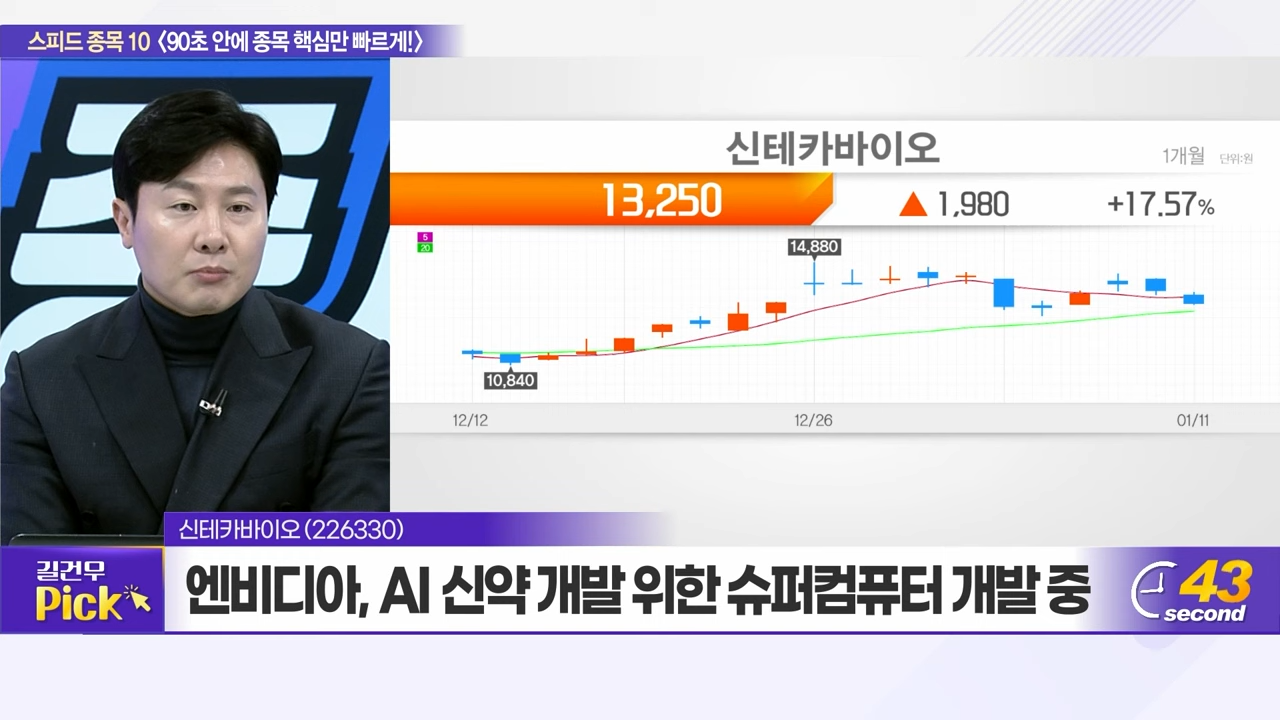 스피드 종목 10 <90초 안에 종목 핵심만 빠르게!>
신테카바이오
1개월 단위:원
13,250 ▲ 1,980 +17.57%
5
20
14,880
10,840
12/12 12/26 01/11
신테카바이오 (226330)
길건무
Pick
엔비디아, AI 신약 개발 위한 슈퍼컴퓨터 개발 중
43
second